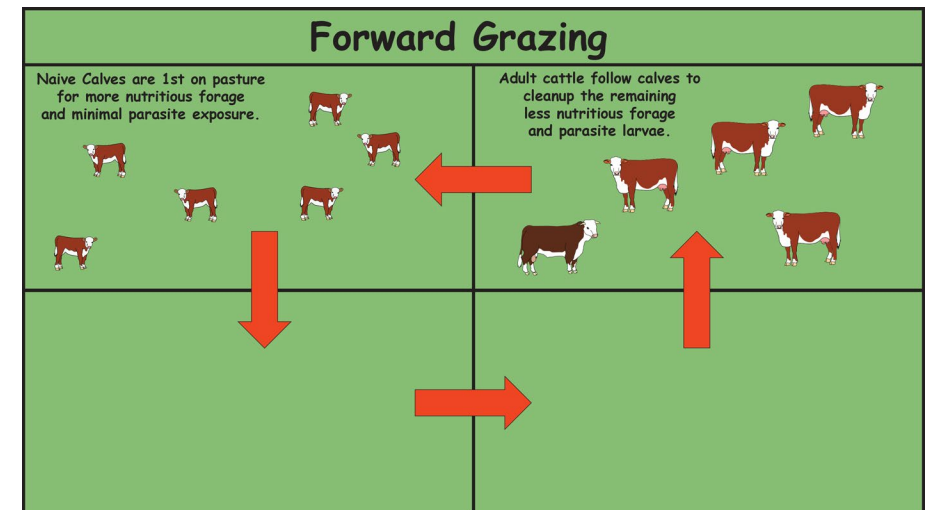 Forward Grazing
Naive Calves are 1st on pasture
for more nutritious forage
and minimal parasite exposure.
Adult cattle follow calves to
cleanup the remaining
less nutritious forage
and parasite larvae.